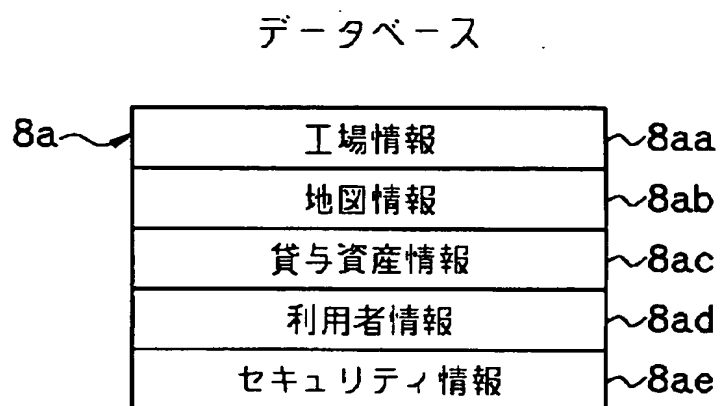 データベース
8a 工場情報 8aa
地図情報 8ab
貸与資産情報 8ac
利用者情報 8ad
セキュリティ情報 8ae